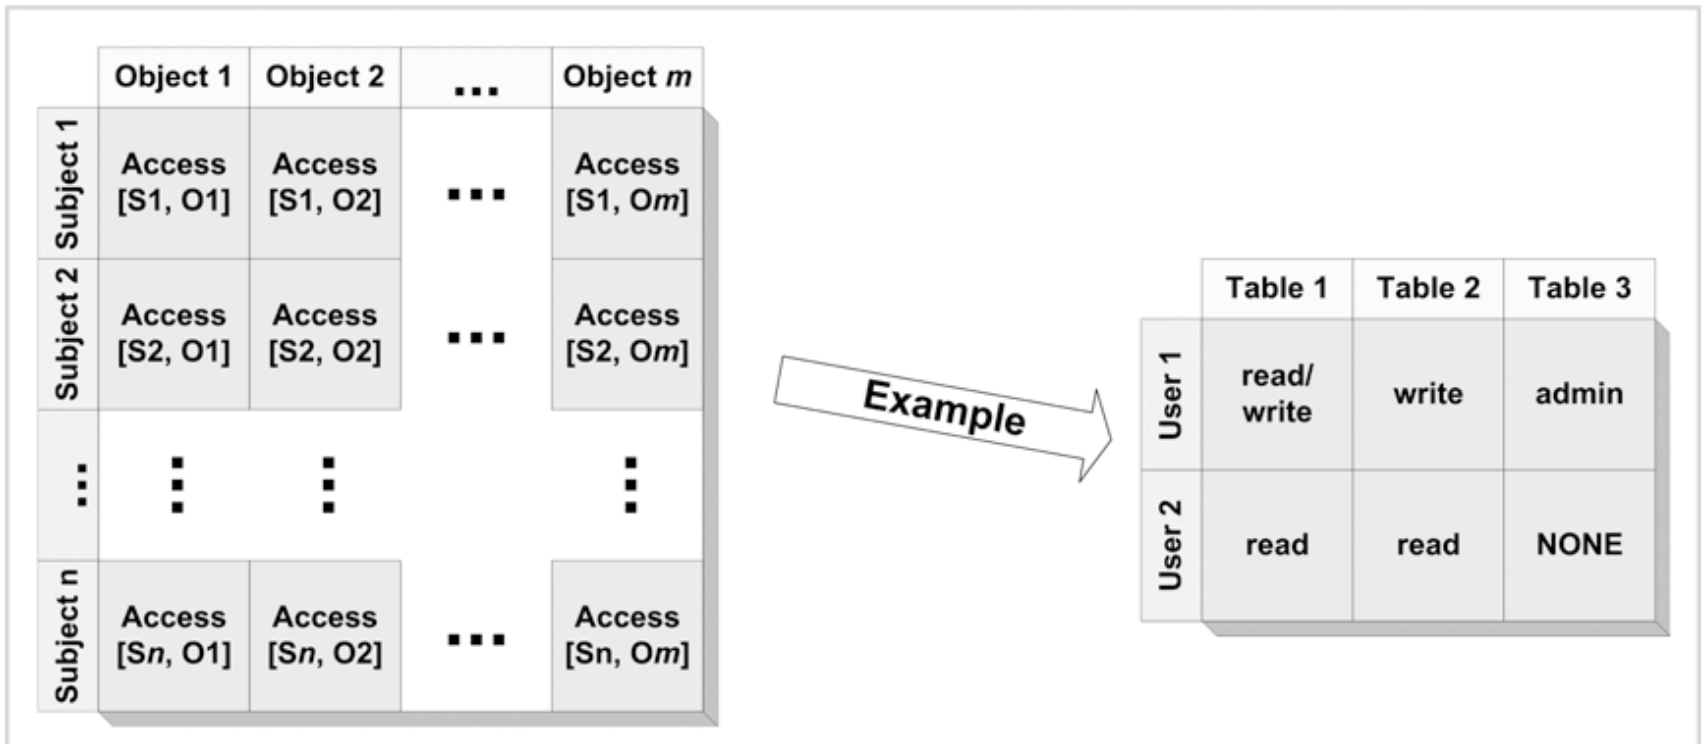 Object 1 Object 2 ... Object m
Subject 1
Access Access ... Access
[S1, O1] [S1, O2] [S1, Om]
Subject 2
Access Access ... Access
[S2, O1] [S2, O2] [S2, Om]
...
Subject n
Access Access ... Access
[Sn, O1] [Sn, O2] [Sn, Om]
Example
Table 1 Table 2 Table 3
User 1
read/
write
write
admin
User 2
read read NONE